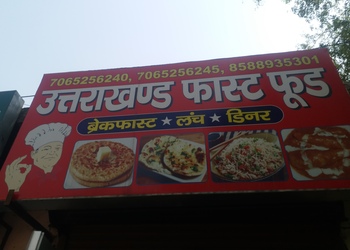 7065256240, 7065256245, 8588935301
उत्तराखण्ड फास्ट फूड
ब्रेकफास्ट ★ लंच ★ डिनर